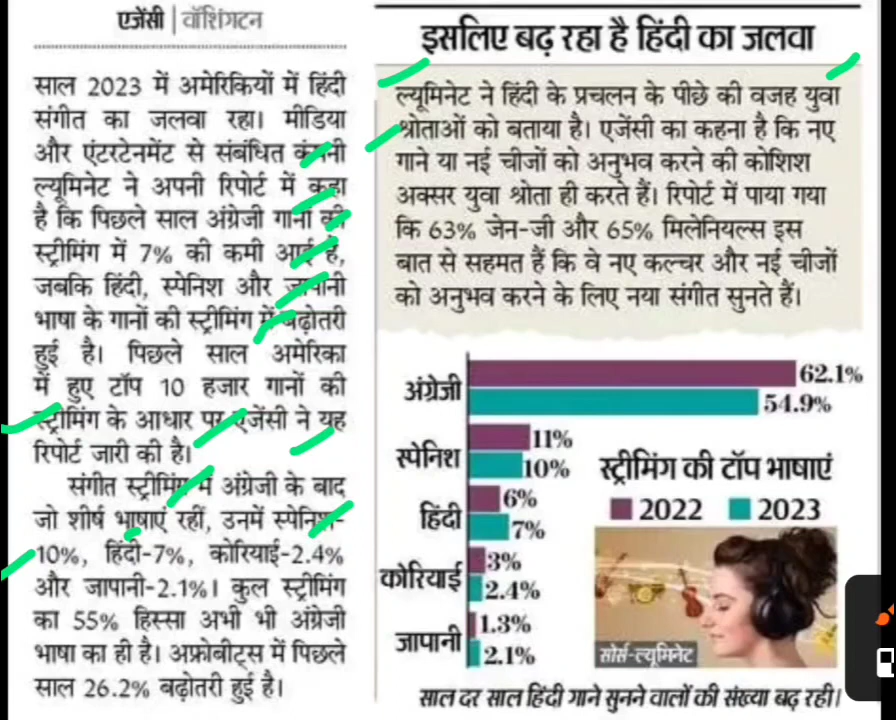 एजेंसी | वॉशिंगटन
साल 2023 में अमेरिकियों में हिंदी
संगीत का जलवा रहा। मीडिया
और एंटरटेनमेंट से संबंधित कंपनी
ल्यूमिनेट ने अपनी रिपोर्ट में कहा
है कि पिछले साल अंग्रेजी गानों की
स्ट्रीमिंग में 7% की कमी आई है,
जबकि हिंदी, स्पेनिश और जापानी
भाषा के गानों की स्ट्रीमिंग में बढ़ोतरी
हुई है। पिछले साल अमेरिका
में हुए टॉप 10 हजार गानों की
स्ट्रीमिंग के आधार पर एजेंसी ने यह
रिपोर्ट जारी की है।
संगीत स्ट्रीमिंग में अंग्रेजी के बाद
जो शीर्ष भाषाएं रहीं, उनमें स्पेनिश-
10%, हिंदी-7%, कोरियाई-2.4%
और जापानी-2.1%। कुल स्ट्रीमिंग
का 55% हिस्सा अभी भी अंग्रेजी
भाषा का ही है। अफ्रोबीट्स में पिछले
साल 26.2% बढ़ोतरी हुई है।
इसलिए बढ़ रहा है हिंदी का जलवा
ल्यूमिनेट ने हिंदी के प्रचलन के पीछे की वजह युवा
श्रोताओं को बताया है। एजेंसी का कहना है कि नए
गाने या नई चीजों को अनुभव करने की कोशिश
अक्सर युवा श्रोता ही करते हैं। रिपोर्ट में पाया गया
कि 63% जेन-जी और 65% मिलेनियल्स इस
बात से सहमत हैं कि वे नए कल्चर और नई चीजों
को अनुभव करने के लिए नया संगीत सुनते हैं।
अंग्रेजी 62.1%
54.9%
स्पेनिश 11%
10%
हिंदी 6%
7%
कोरियाई 3%
2.4%
जापानी 1.3%
2.1%
स्ट्रीमिंग की टॉप भाषाएं
2022 2023
सोर्स-ल्यूमिनेट
साल दर साल हिंदी गाने सुनने वालों की संख्या बढ़ रही।